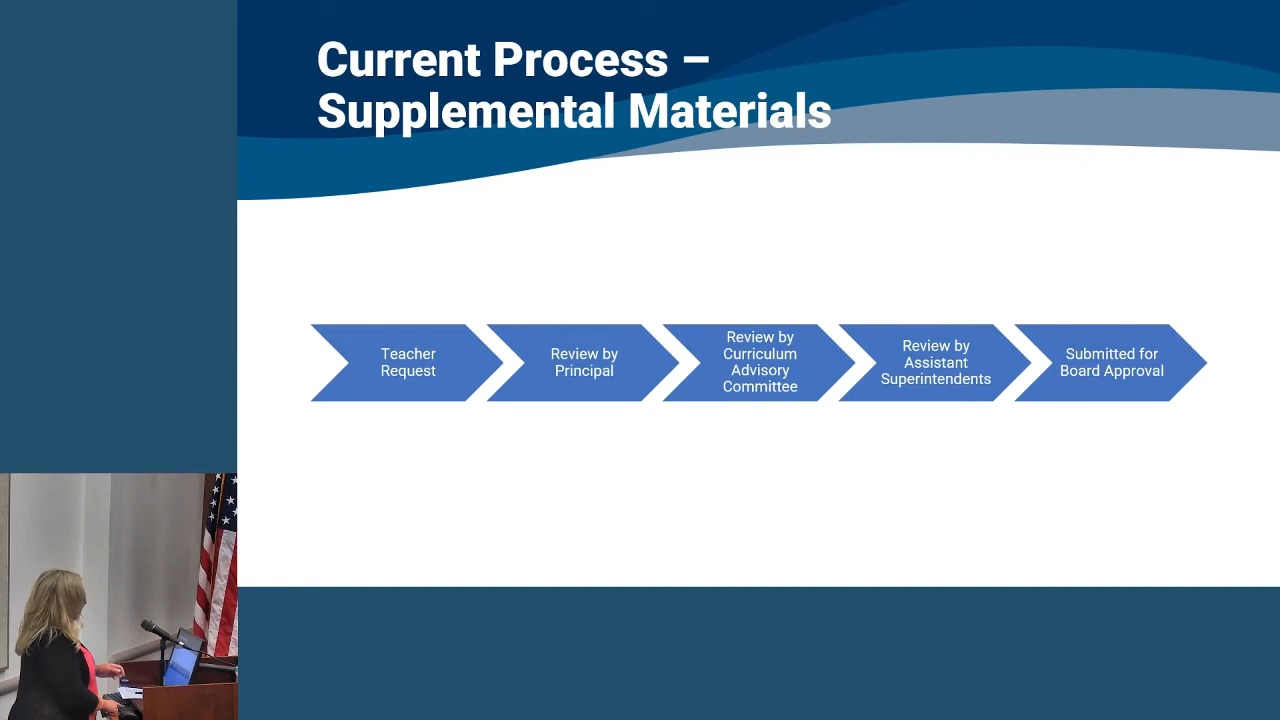 Current Process –
Supplemental Materials
Teacher
Request
Review by
Principal
Review by
Curriculum
Advisory
Committee
Review by
Assistant
Superintendents
Submitted for
Board Approval